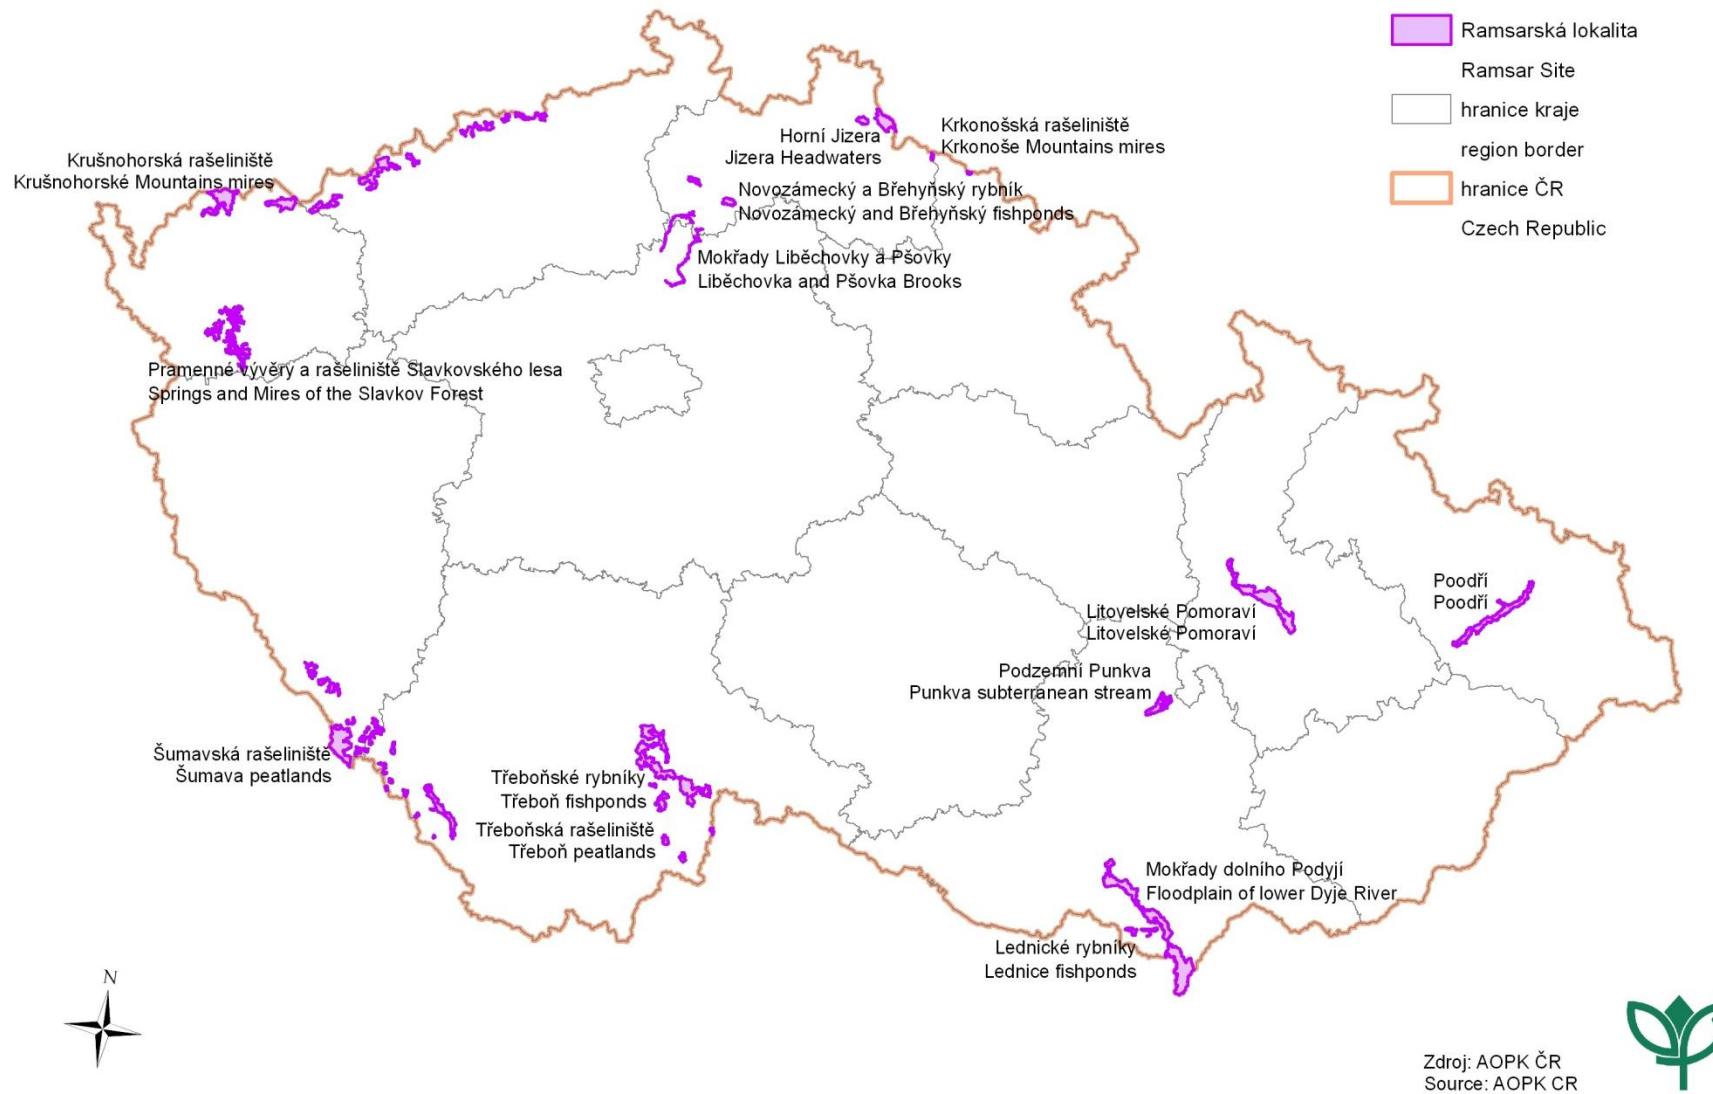 Ramsarská lokalita
Ramsar Site
hranice kraje
region border
hranice ČR
Czech Republic
Horní Jizera
Jizera Headwaters
Krkonošská rašeliniště
Krkonoše Mountains mires
Krušnohorská rašeliniště
Krušnohorské Mountains mires
Novozámecký a Břehyňský rybník
Novozámecký and Břehyňský fishponds
Mokřady Liběchovky a Pšovky
Liběchovka and Pšovka Brooks
Pramenné vývěry a rašeliniště Slavkovského lesa
Springs and Mires of the Slavkov Forest
Poodří
Poodří
Litovelské Pomoraví
Litovelské Pomoraví
Podzemní Punkva
Punkva subterranean stream
Šumavská rašeliniště
Šumava peatlands
Třeboňské rybníky
Třeboň fishponds
Třeboňská rašeliniště
Třeboň peatlands
Mokřady dolního Podyjí
Floodplain of lower Dyje River
Lednické rybníky
Lednice fishponds
N
Zdroj: AOPK ČR
Source: AOPK CR